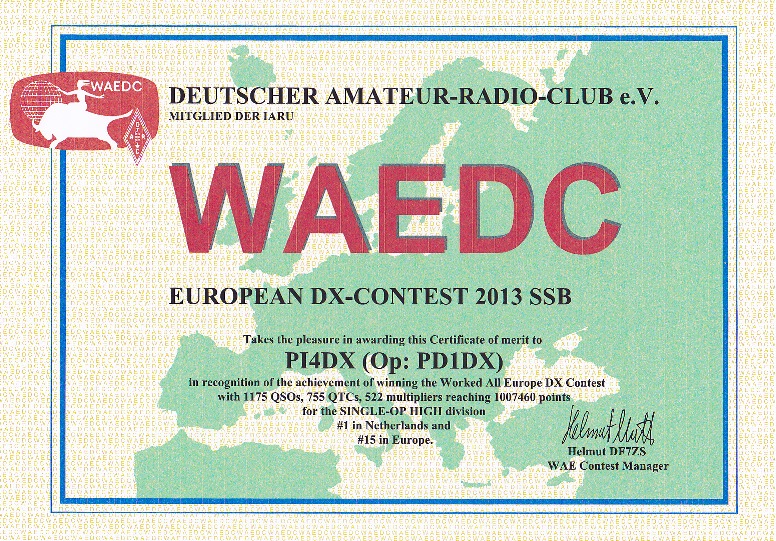 WAEDC
DARC
DEUTSCHER AMATEUR-RADIO-CLUB e.V.
MITGLIED DER IARU
WAEDC
EUROPEAN DX-CONTEST 2013 SSB
Takes the pleasure in awarding this Certificate of merit to
PI4DX (Op: PD1DX)
in recognition of the achievement of winning the Worked All Europe DX Contest
with 1175 QSOs, 755 QTCs, 522 multipliers reaching 1007460 points
for the SINGLE-OP HIGH division
#1 in Netherlands and
#15 in Europe.
Helmut DF7ZS
WAE Contest Manager